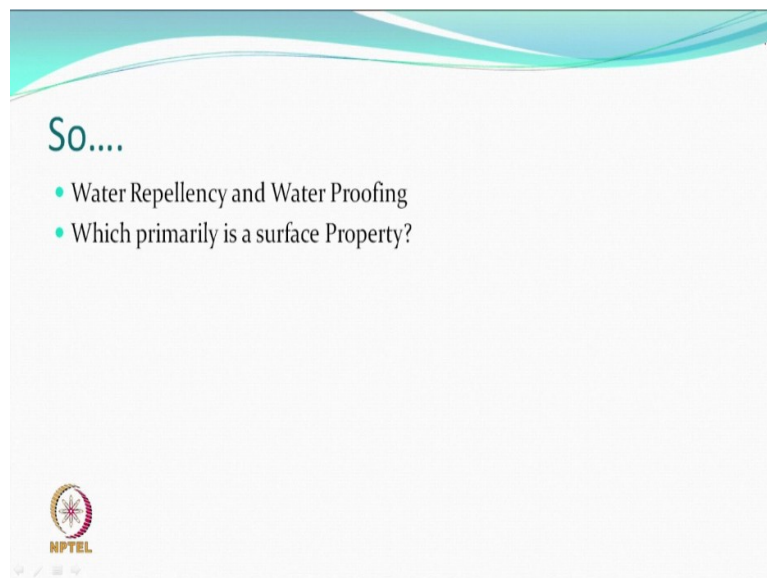 So....
Water Repellency and Water Proofing
Which primarily is a surface Property?
NPTEL